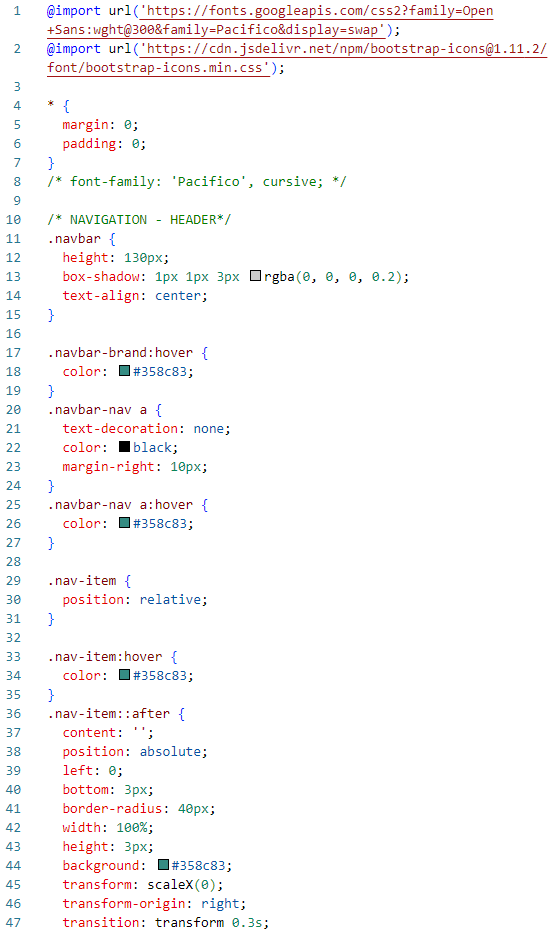 1 @import url('https://fonts.googleapis.com/css2?family=Open
+Sans:wght@300&family=Pacifico&display=swap');
2 @import url('https://cdn.jsdelivr.net/npm/bootstrap-icons@1.11.2/
font/bootstrap-icons.min.css');
3
4 * {
5 margin: 0;
6 padding: 0;
7 }
8 /* font-family: 'Pacifico', cursive; */
9
10 /* NAVIGATION - HEADER*/
11 .navbar {
12 height: 130px;
13 box-shadow: 1px 1px 3px rgba(0, 0, 0, 0.2);
14 text-align: center;
15 }
16
17 .navbar-brand:hover {
18 color: #358c83;
19 }
20 .navbar-nav a {
21 text-decoration: none;
22 color: black;
23 margin-right: 10px;
24 }
25 .navbar-nav a:hover {
26 color: #358c83;
27 }
28
29 .nav-item {
30 position: relative;
31 }
32
33 .nav-item:hover {
34 color: #358c83;
35 }
36 .nav-item::after {
37 content: '';
38 position: absolute;
39 left: 0;
40 bottom: 3px;
41 border-radius: 40px;
42 width: 100%;
43 height: 3px;
44 background: #358c83;
45 transform: scaleX(0);
46 transform-origin: right;
47 transition: transform 0.3s;